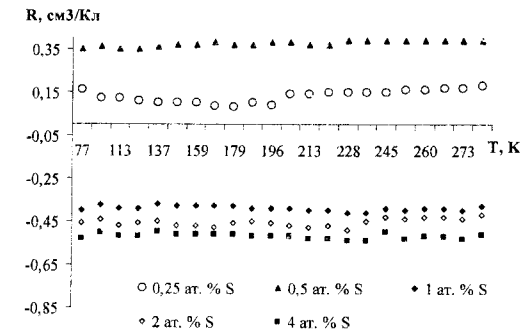 R, см3/Кл
0,35
0,15
-0,05
77 113 137 159 179 196 213 228 245 260 273 T, K
-0,25
-0,45
-0,65
-0,85
○ 0,25 ат. % S ▲ 0,5 ат. % S ◆ 1 ат. % S
◇ 2 ат. % S ■ 4 ат. % S